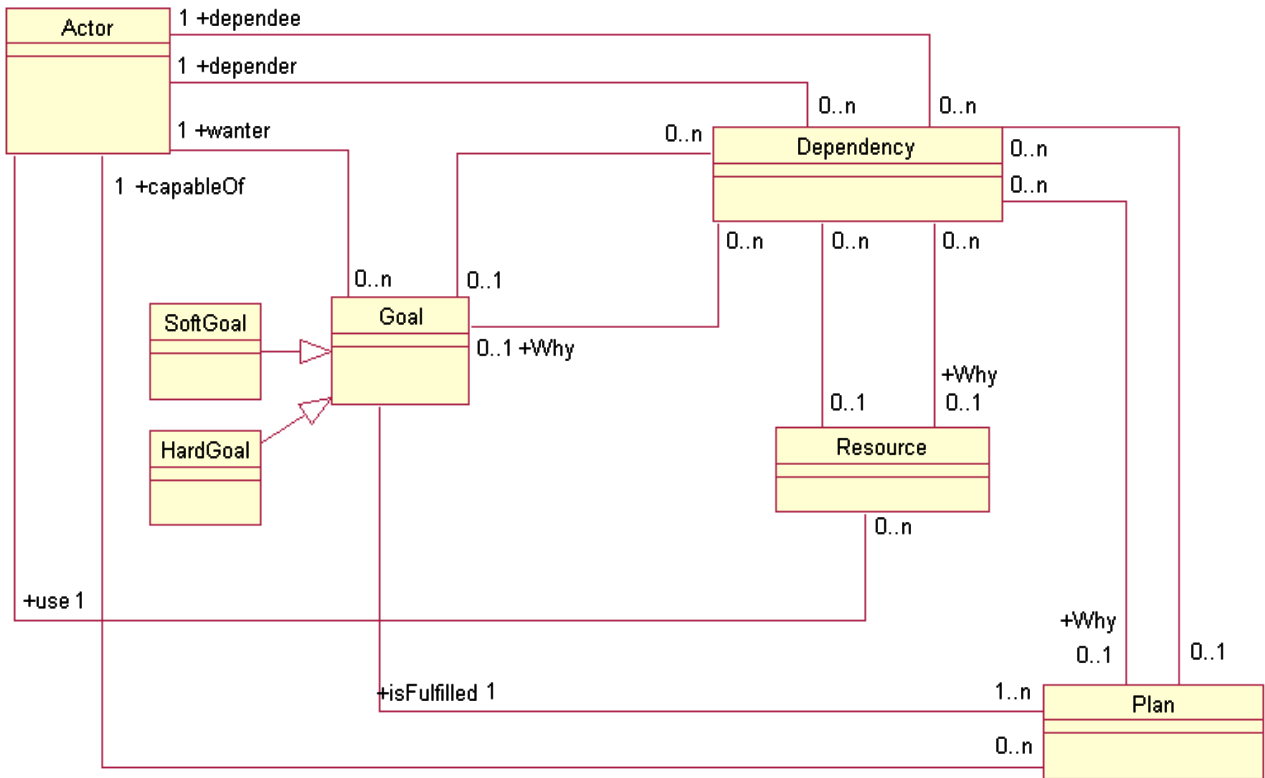 1 +dependee
Actor
1 +depender
0..n
0..n
1 +wanter
0..n
Dependency
0..n
1 +capableOf
0..n
0..n
0..n
0..n
0..n
0..1
SoftGoal
Goal
0..1 +Why
+Why
0..1
0..1
HardGoal
Resource
0..n
+use 1
+Why
0..1
0..1
+isFulfilled 1
1..n
Plan
0..n